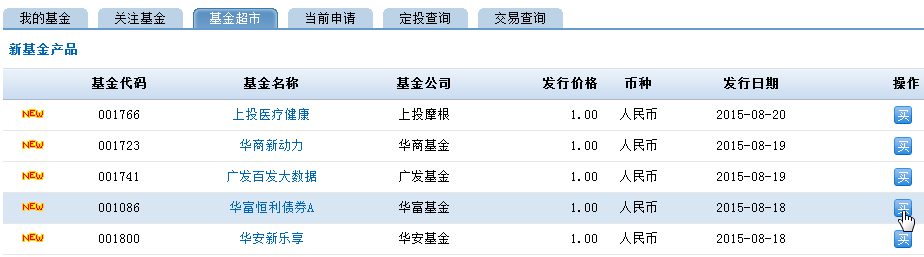 我的基金 关注基金 基金超市 当前申请 定投查询 交易查询
新基金产品
基金代码 基金名称 基金公司 发行价格 币种 发行日期 操作
NEW 001766 上投医疗健康 上投摩根 1.00 人民币 2015-08-20 买
NEW 001723 华商新动力 华商基金 1.00 人民币 2015-08-19 买
NEW 001741 广发百发大数据 广发基金 1.00 人民币 2015-08-19 买
NEW 001086 华富恒利债券A 华富基金 1.00 人民币 2015-08-18 买
NEW 001800 华安新乐享 华安基金 1.00 人民币 2015-08-18 买